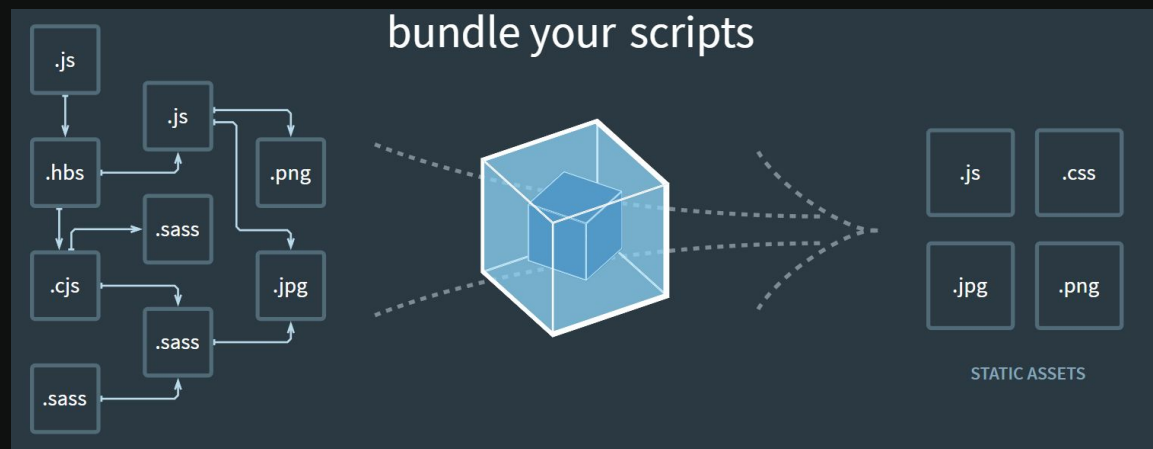 bundle your scripts
.js
.js
.hbs
.png
.sass
.cjs
.jpg
.sass
.sass
.js
.css
.jpg
.png
STATIC ASSETS